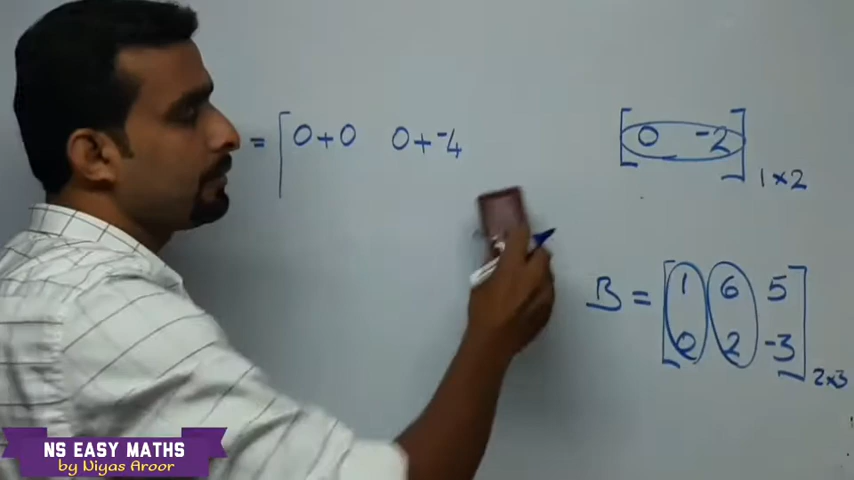 = [ 0+0 0+-4
[ 0 -2 ] 1×2
B = [ 1 6 5
0 2 -3 ] 2×3
NS EASY MATHS
by Niyas Aroor